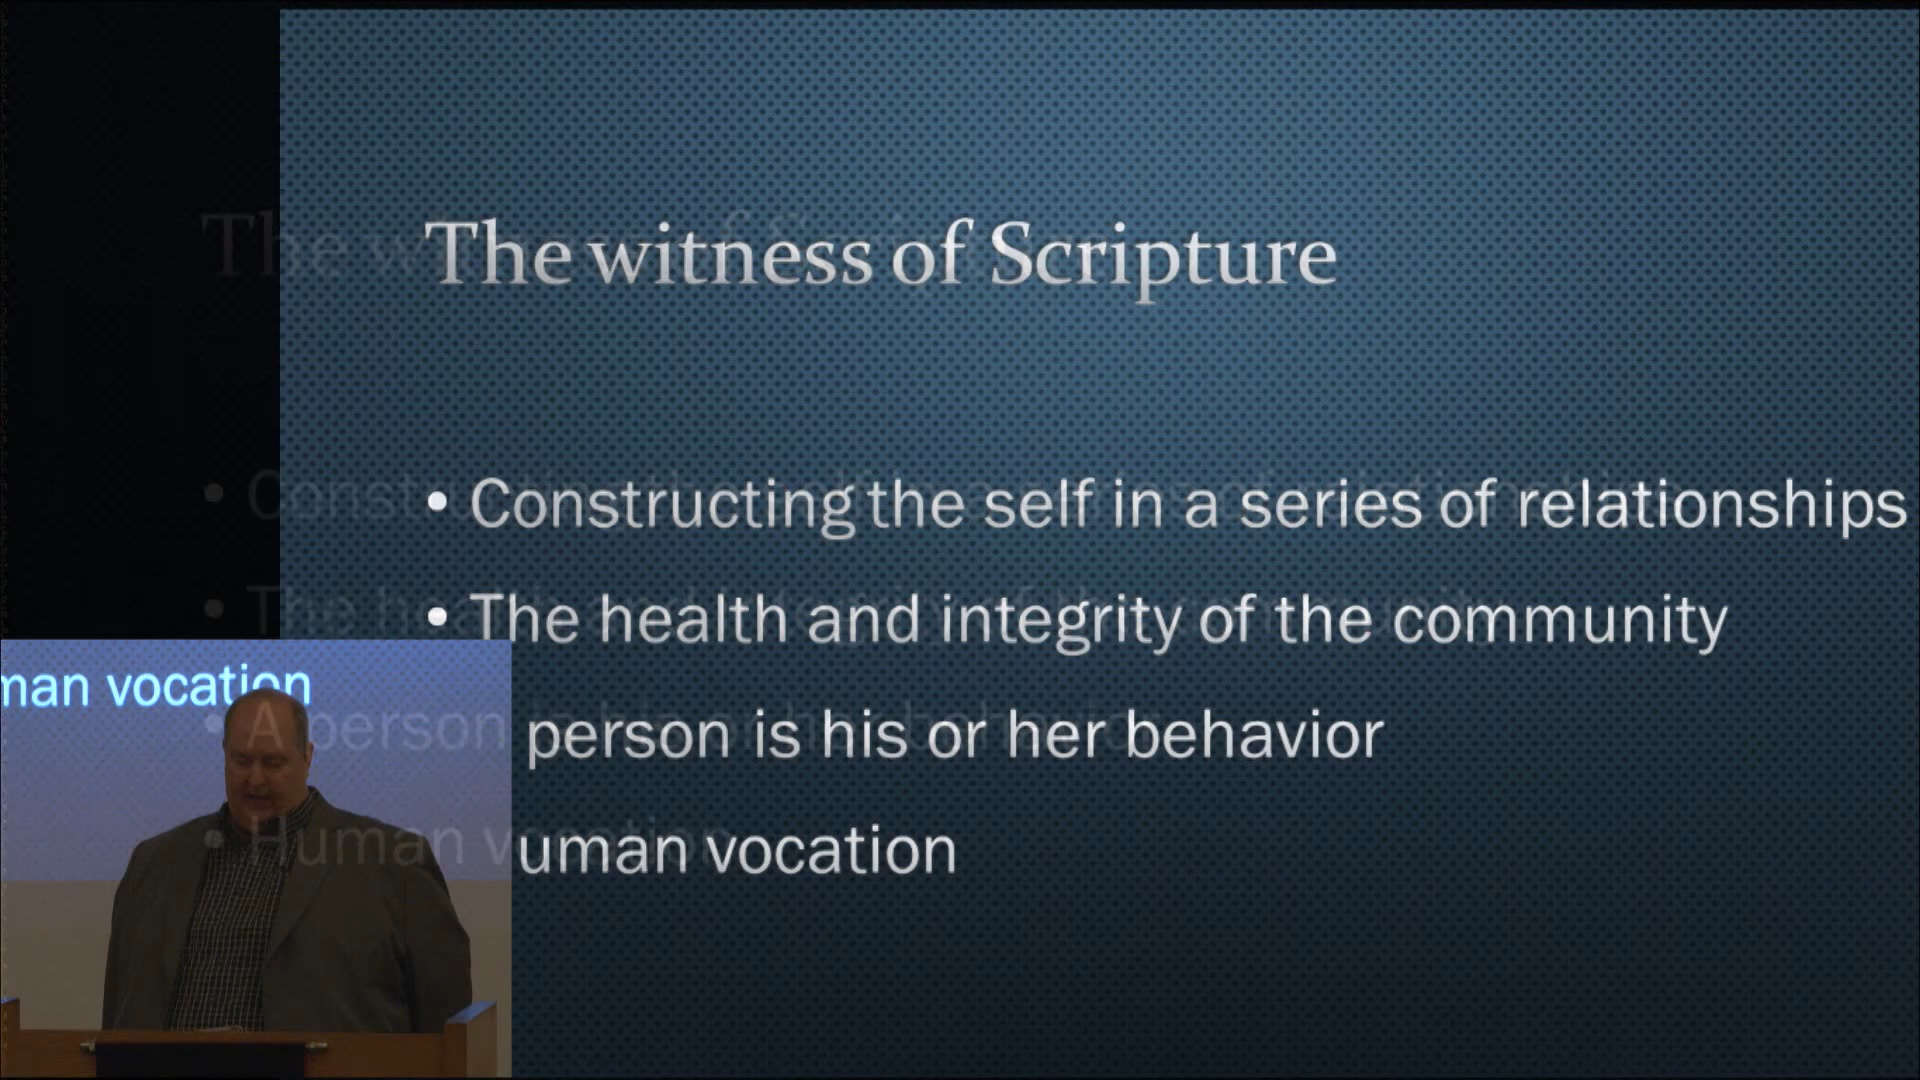 The witness of Scripture
• Constructing the self in a series of relationships
• The health and integrity of the community
• A person is his or her behavior
• Human vocation
man vocation